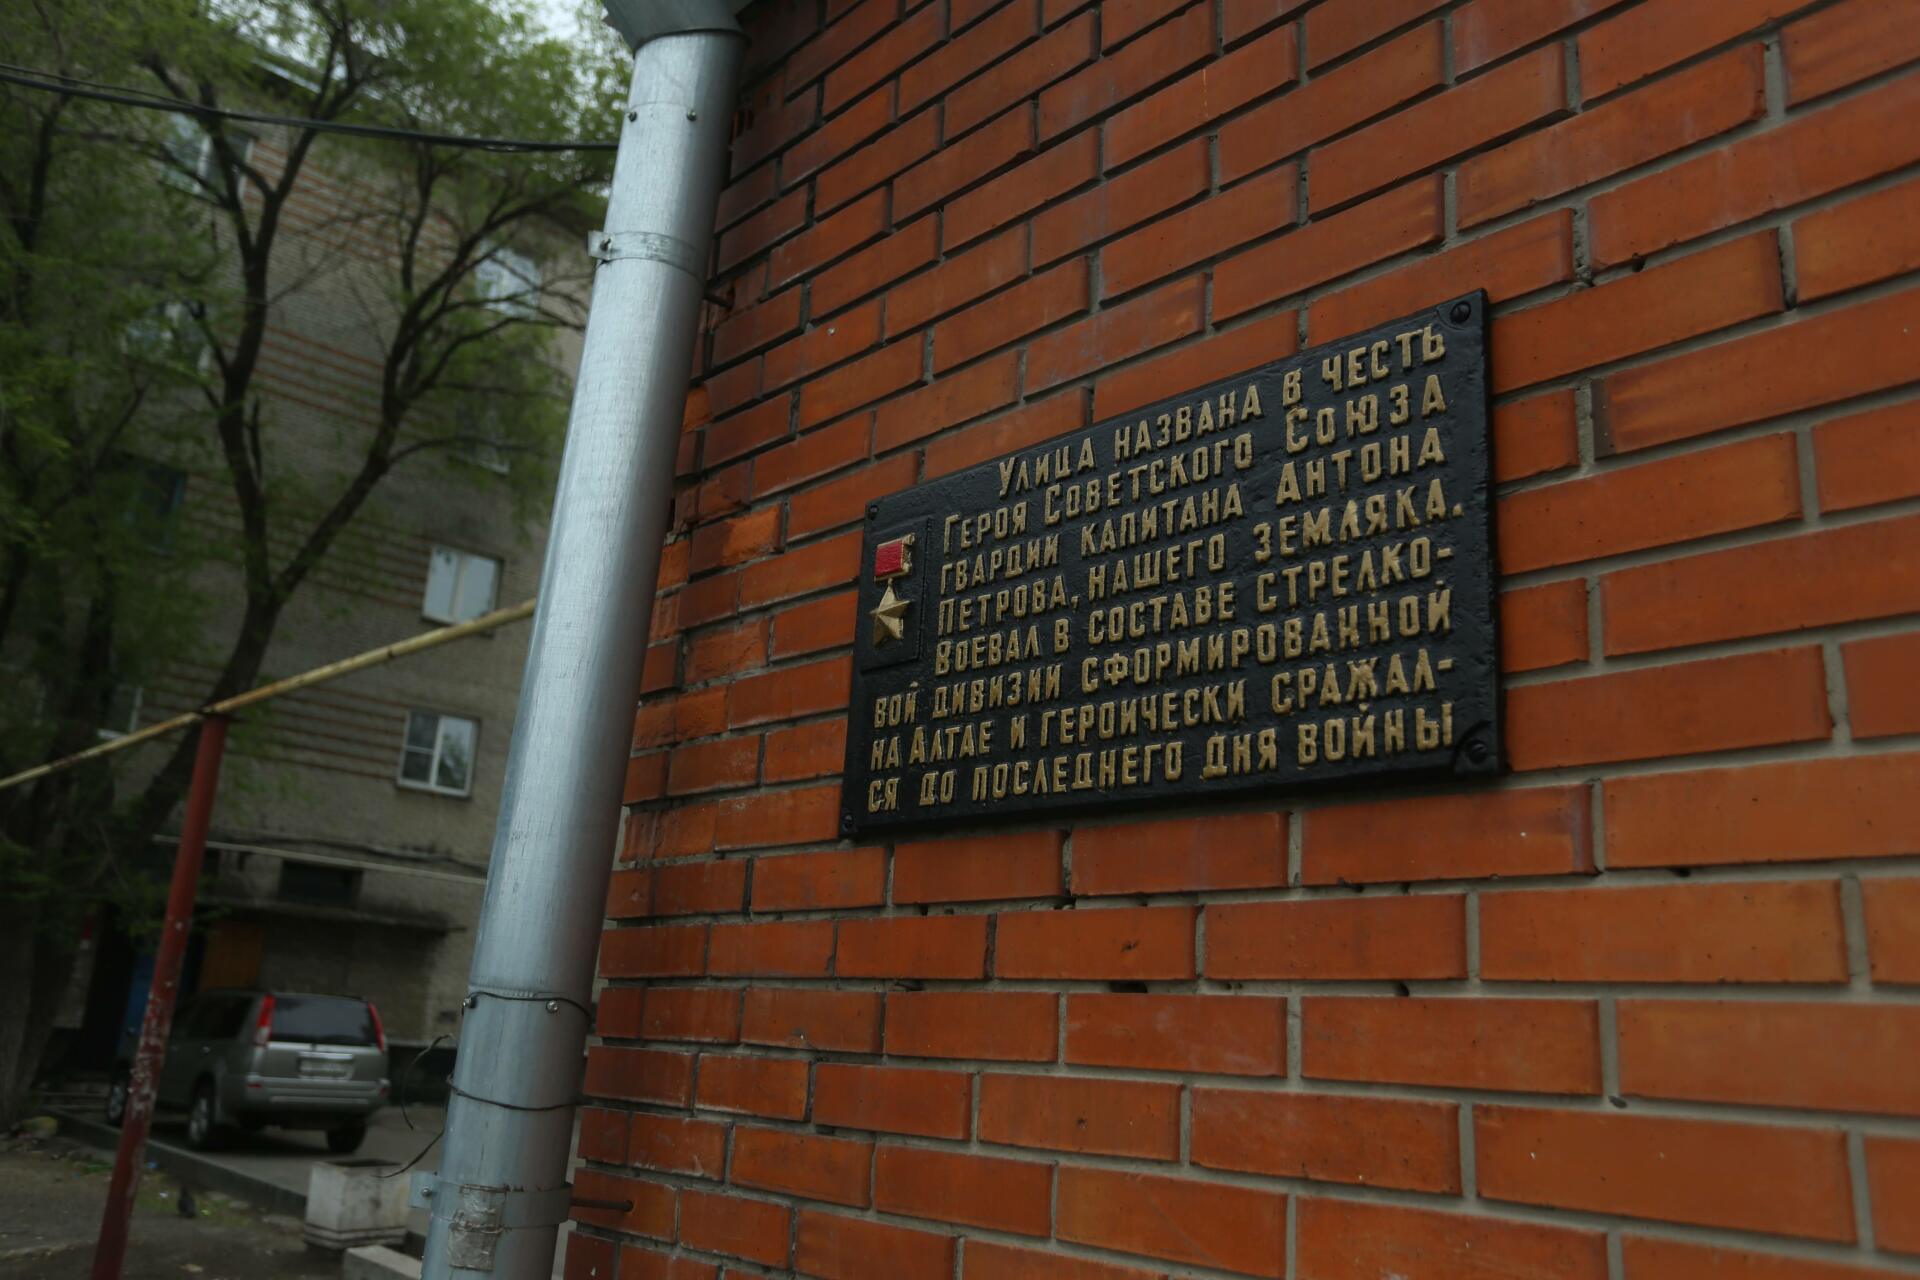 Улица названа в честь
Героя Советского Союза
гвардии капитана Антона
Петрова, нашего земляка.
Воевал в составе стрелко-
вой дивизии сформированной
на Алтае и героически сражал-
ся до последнего дня войны